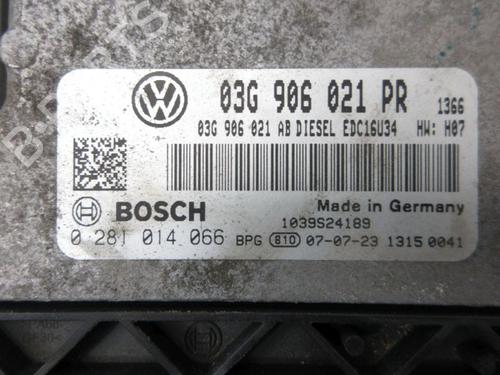 03G 906 021 PR 1366
03G 906 021 AB DIESEL EDC16U34 HW: H07
BOSCH
Made in Germany
1039S24189
0 281 014 066 BPG 810 07-07-23 1315 0041